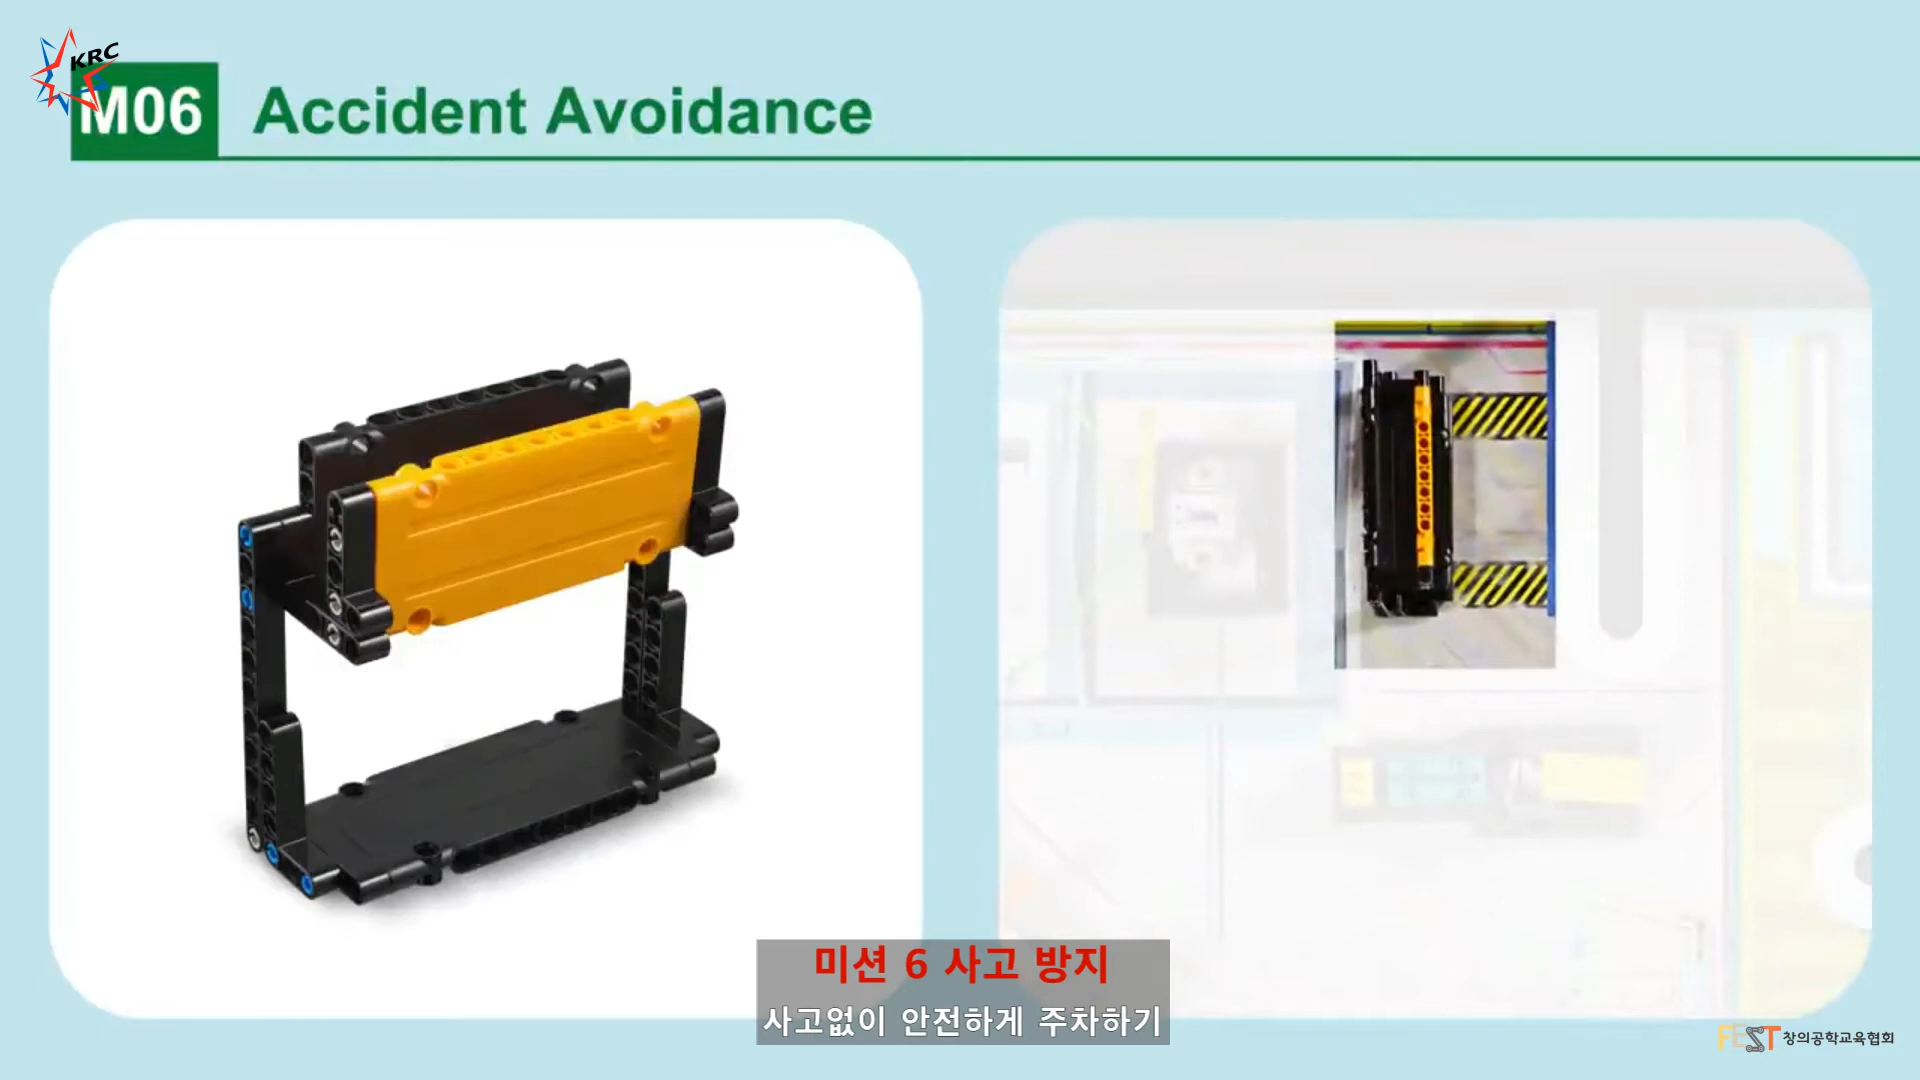 KRC
M06 Accident Avoidance
미션 6 사고 방지
사고없이 안전하게 주차하기
FEST 창의공학교육협회